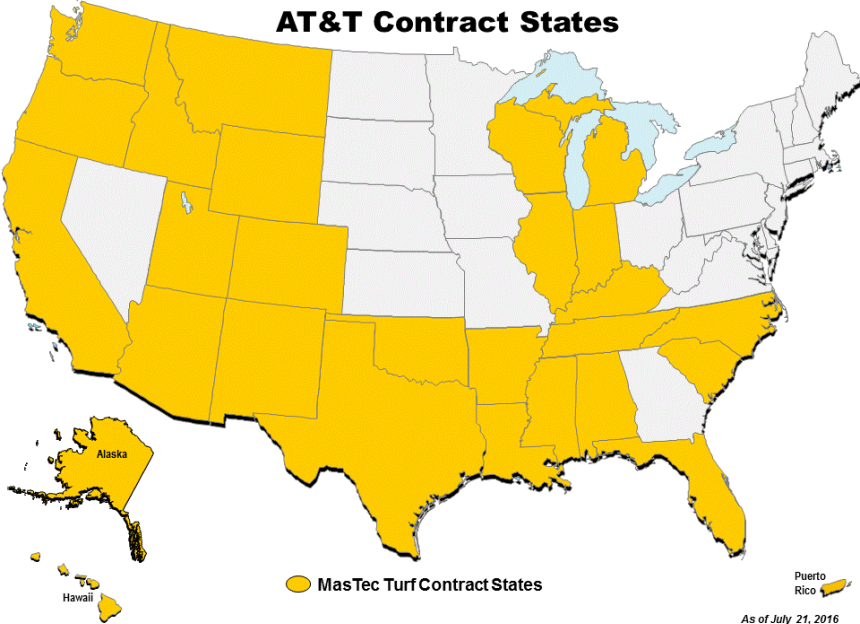 AT&T Contract States
Alaska
Hawaii
MasTec Turf Contract States
Puerto
Rico
As of July 21, 2016